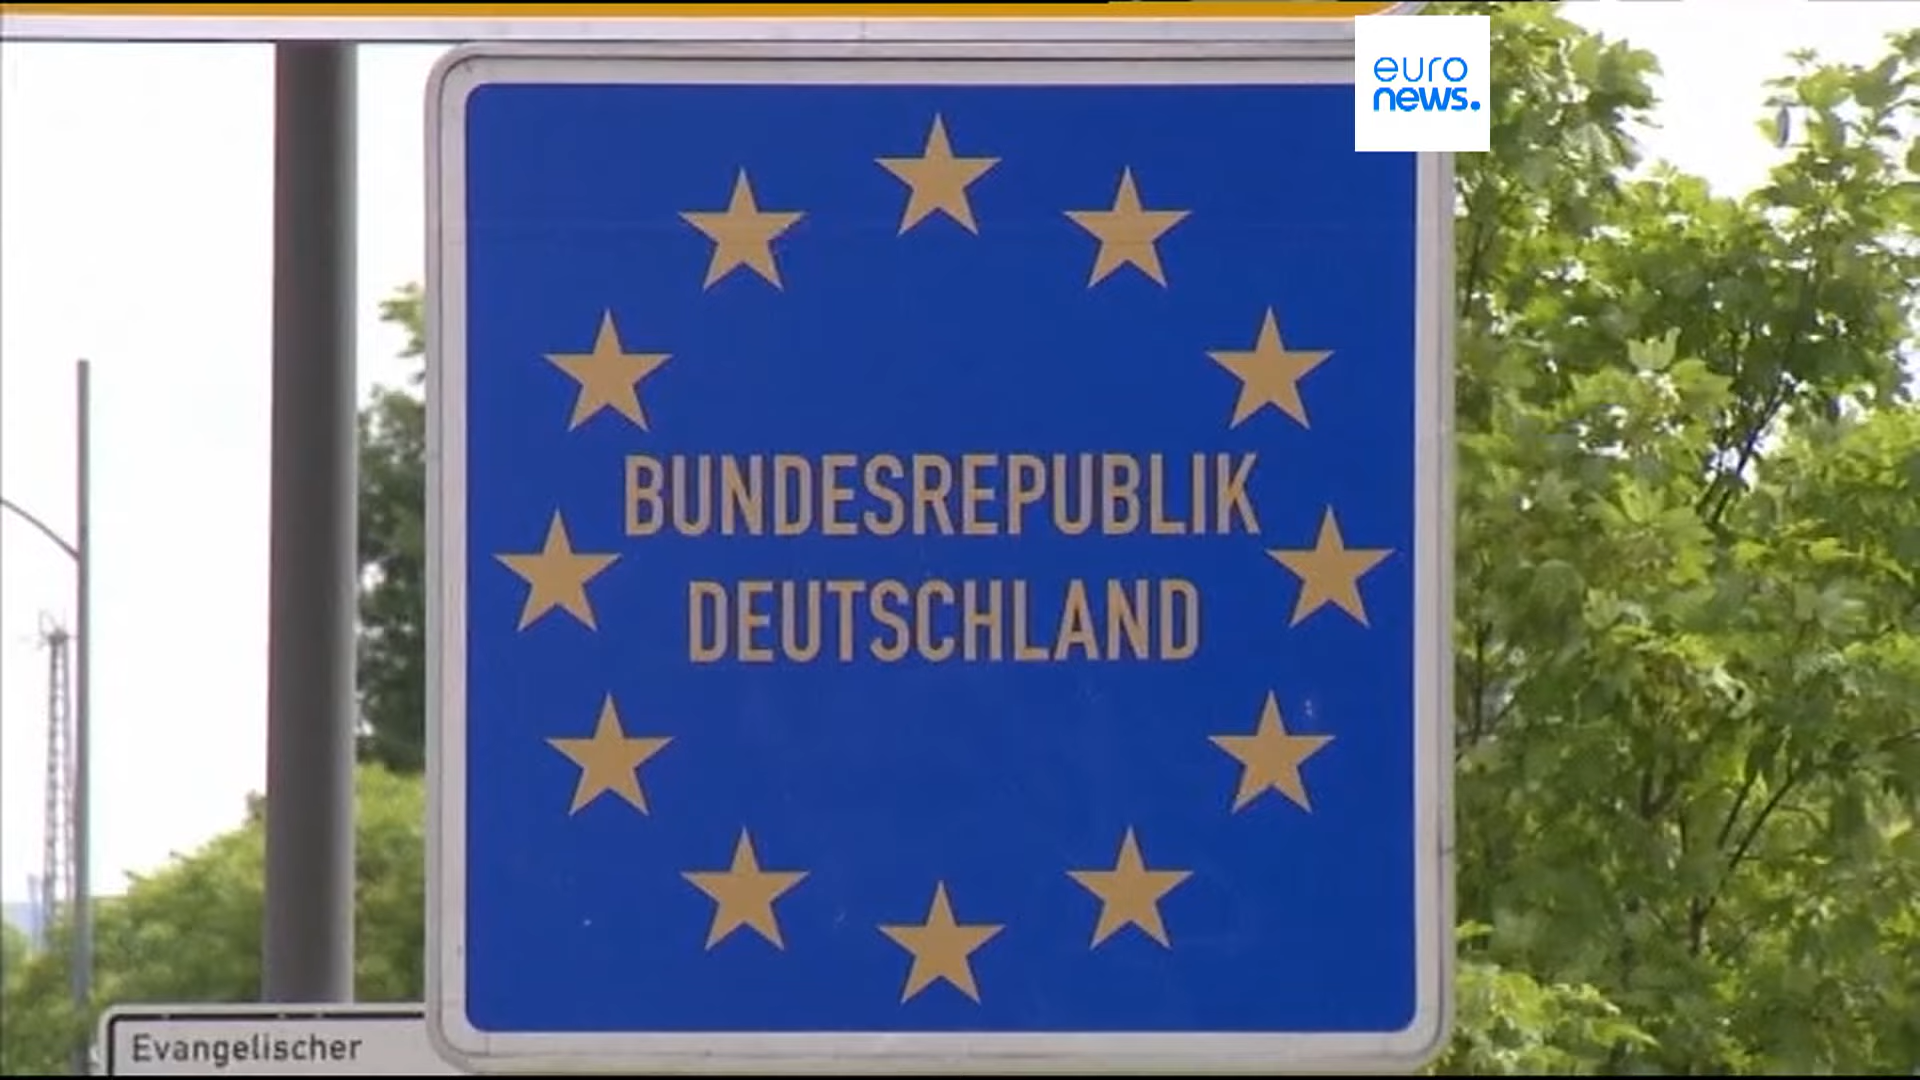 euro
news.
BUNDESREPUBLIK
DEUTSCHLAND
Evangelischer